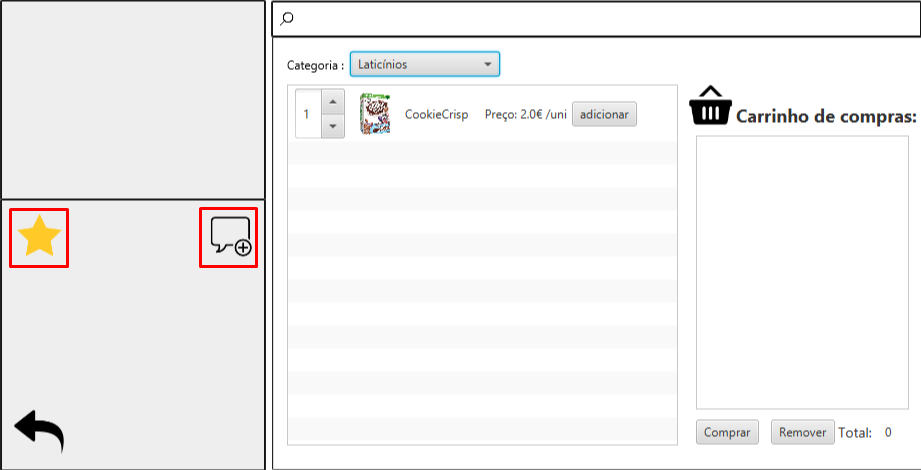 Categoria : Laticínios
1 CookieCrisp Preço: 2.0€ /uni adicionar
Carrinho de compras:
Comprar Remover Total: 0